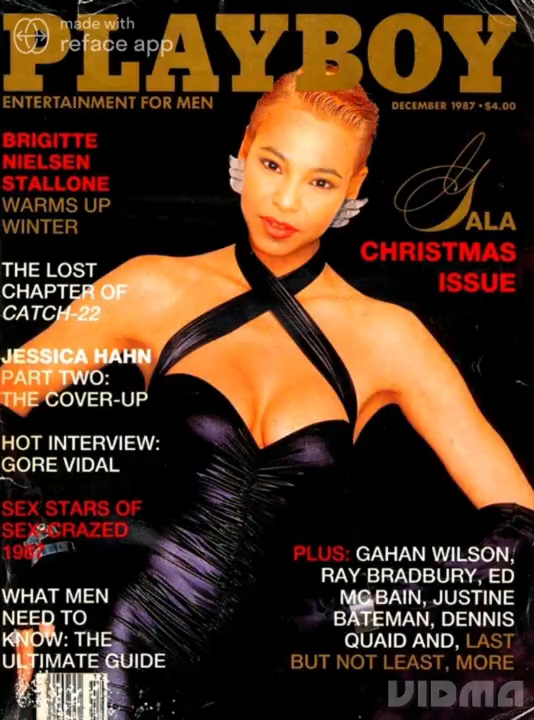 made with
reface app
PLAYBOY
ENTERTAINMENT FOR MEN
DECEMBER 1987 • $4.00
BRIGITTE
NIELSEN
STALLONE
WARMS UP
WINTER
GALA
CHRISTMAS
ISSUE
THE LOST
CHAPTER OF
CATCH-22
JESSICA HAHN
PART TWO:
THE COVER-UP
HOT INTERVIEW:
GORE VIDAL
SEX STARS OF
SEX-CRAZED
1987
WHAT MEN
NEED TO
KNOW: THE
ULTIMATE GUIDE
PLUS: GAHAN WILSON,
RAY BRADBURY, ED
MC BAIN, JUSTINE
BATEMAN, DENNIS
QUAID AND, LAST
BUT NOT LEAST, MORE
VIDMA